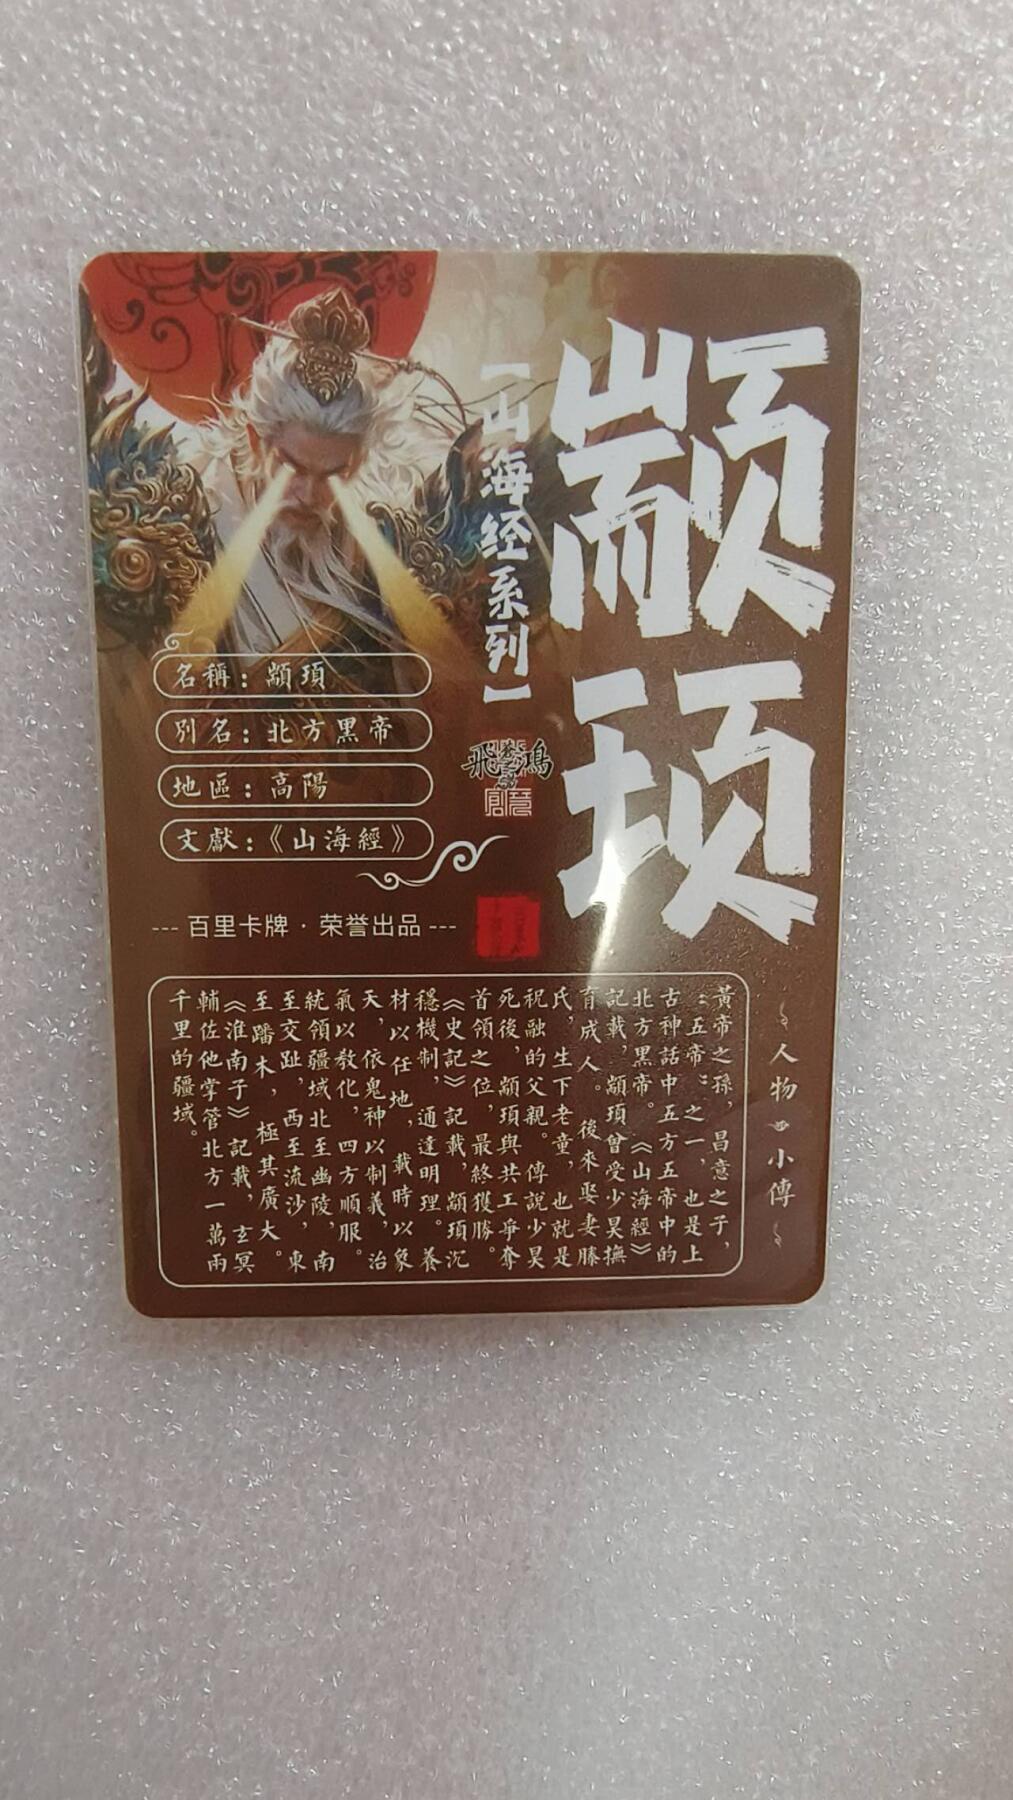 颛顼
【山海经系列】
飛鴻
名稱：顓頊
別名：北方黑帝
地區：高陽
文獻：《山海經》
--- 百里卡牌 · 荣誉出品 ---
人物小傳
黃帝之孫，昌意之子，
“五帝”之一，也是上
古神話中五方五帝中的
北方黑帝。《山海經》
記載，顓頊曾受少昊撫
育成人。後來娶妻滕
氏，生下老童，也就是
祝融的父親。傳說少昊
死後，顓頊與共工爭奪
首領之位，最終獲勝。
《史記》記載，顓頊沉
穩機制，通達明理。養
材以任地，載時以象
天，依鬼神以制義，治
氣以教化，四方順服。
統領疆域北至幽陵，南
至交趾，西至流沙，東
至蹯木，極其廣大。
《淮南子》記載，玄冥
輔佐他掌管北方一萬兩
千里的疆域。